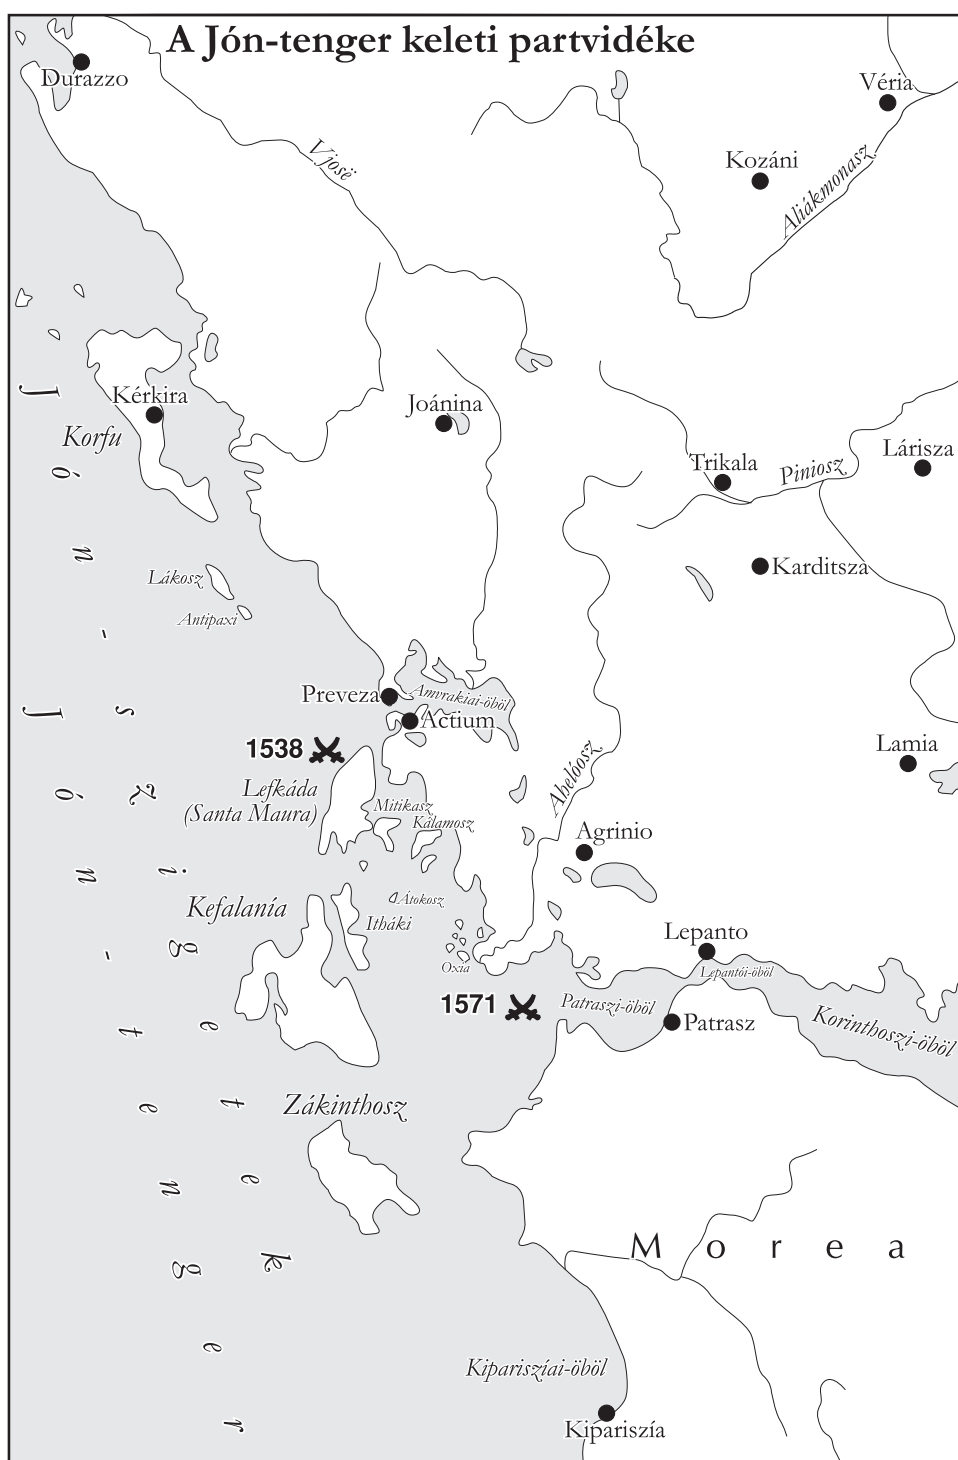 A Jón-tenger keleti partvidéke
Durazzo
Véria
Vjosë
Kozáni
Aliákmonasz
Kérkira
Korfu
Joánina
Trikala
Piniosz
Lárisza
Karditsza
Lákosz
Antipaxi
Preveza
Amvrakiai-öböl
Actium
1538
Lefkáda
(Santa Maura)
Mitikasz
Kálamosz
Ahelóosz
Lamia
Agrinio
Kefalanía
Átokosz
Itháki
Oxia
Lepanto
Lepantói-öböl
1571
Patraszi-öböl
Patrasz
Korinthoszi-öböl
Zákinthosz
Morea
Kipariszíai-öböl
Kipariszía
Jón-szigetek
Jón-tenger